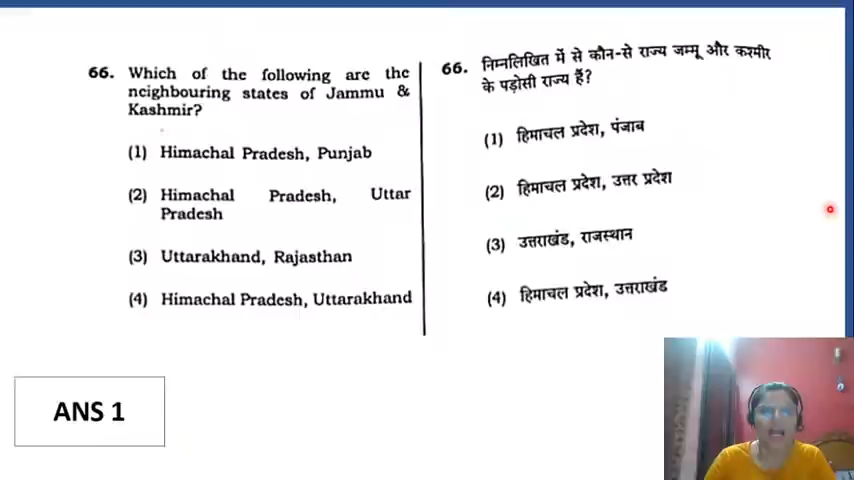 66. Which of the following are the
neighbouring states of Jammu &
Kashmir?
(1) Himachal Pradesh, Punjab
(2) Himachal Pradesh, Uttar
Pradesh
(3) Uttarakhand, Rajasthan
(4) Himachal Pradesh, Uttarakhand
66. निम्नलिखित में से कौन-से राज्य जम्मू और कश्मीर
के पड़ोसी राज्य हैं?
(1) हिमाचल प्रदेश, पंजाब
(2) हिमाचल प्रदेश, उत्तर प्रदेश
(3) उत्तराखंड, राजस्थान
(4) हिमाचल प्रदेश, उत्तराखंड
ANS 1